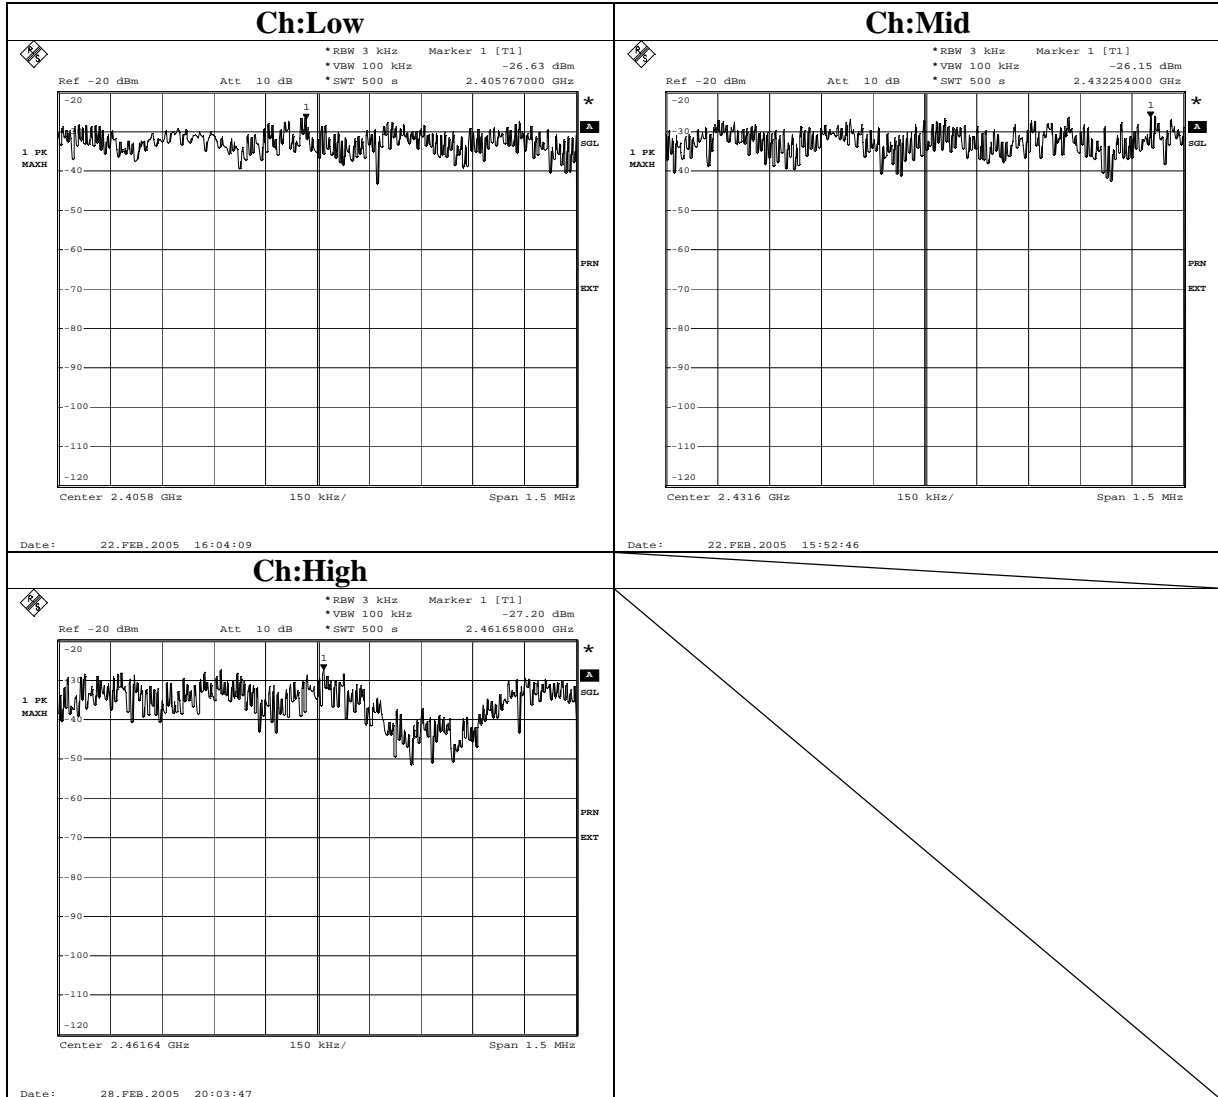 Ch:Low
R S
*RBW 3 kHz Marker 1 [T1]
*VBW 100 kHz -26.63 dBm
Ref -20 dBm Att 10 dB *SWT 500 s 2.405767000 GHz
-20
1
*
A
-30
SGL
1 PK
MAXH
-40
-50
-60
PRN
-70
EXT
-80
-90
-100
-110
-120
Center 2.4058 GHz 150 kHz/ Span 1.5 MHz
Date: 22.FEB.2005 16:04:09
Ch:Mid
R S
*RBW 3 kHz Marker 1 [T1]
*VBW 100 kHz -26.15 dBm
Ref -20 dBm Att 10 dB *SWT 500 s 2.432254000 GHz
-20
1
*
A
-30
SGL
1 PK
MAXH
-40
-50
-60
PRN
-70
EXT
-80
-90
-100
-110
-120
Center 2.4316 GHz 150 kHz/ Span 1.5 MHz
Date: 22.FEB.2005 15:52:46
Ch:High
R S
*RBW 3 kHz Marker 1 [T1]
*VBW 100 kHz -27.20 dBm
Ref -20 dBm Att 10 dB *SWT 500 s 2.461658000 GHz
-20
1
*
A
-30
SGL
1 PK
MAXH
-40
-50
-60
PRN
-70
EXT
-80
-90
-100
-110
-120
Center 2.46164 GHz 150 kHz/ Span 1.5 MHz
Date: 28.FEB.2005 20:03:47